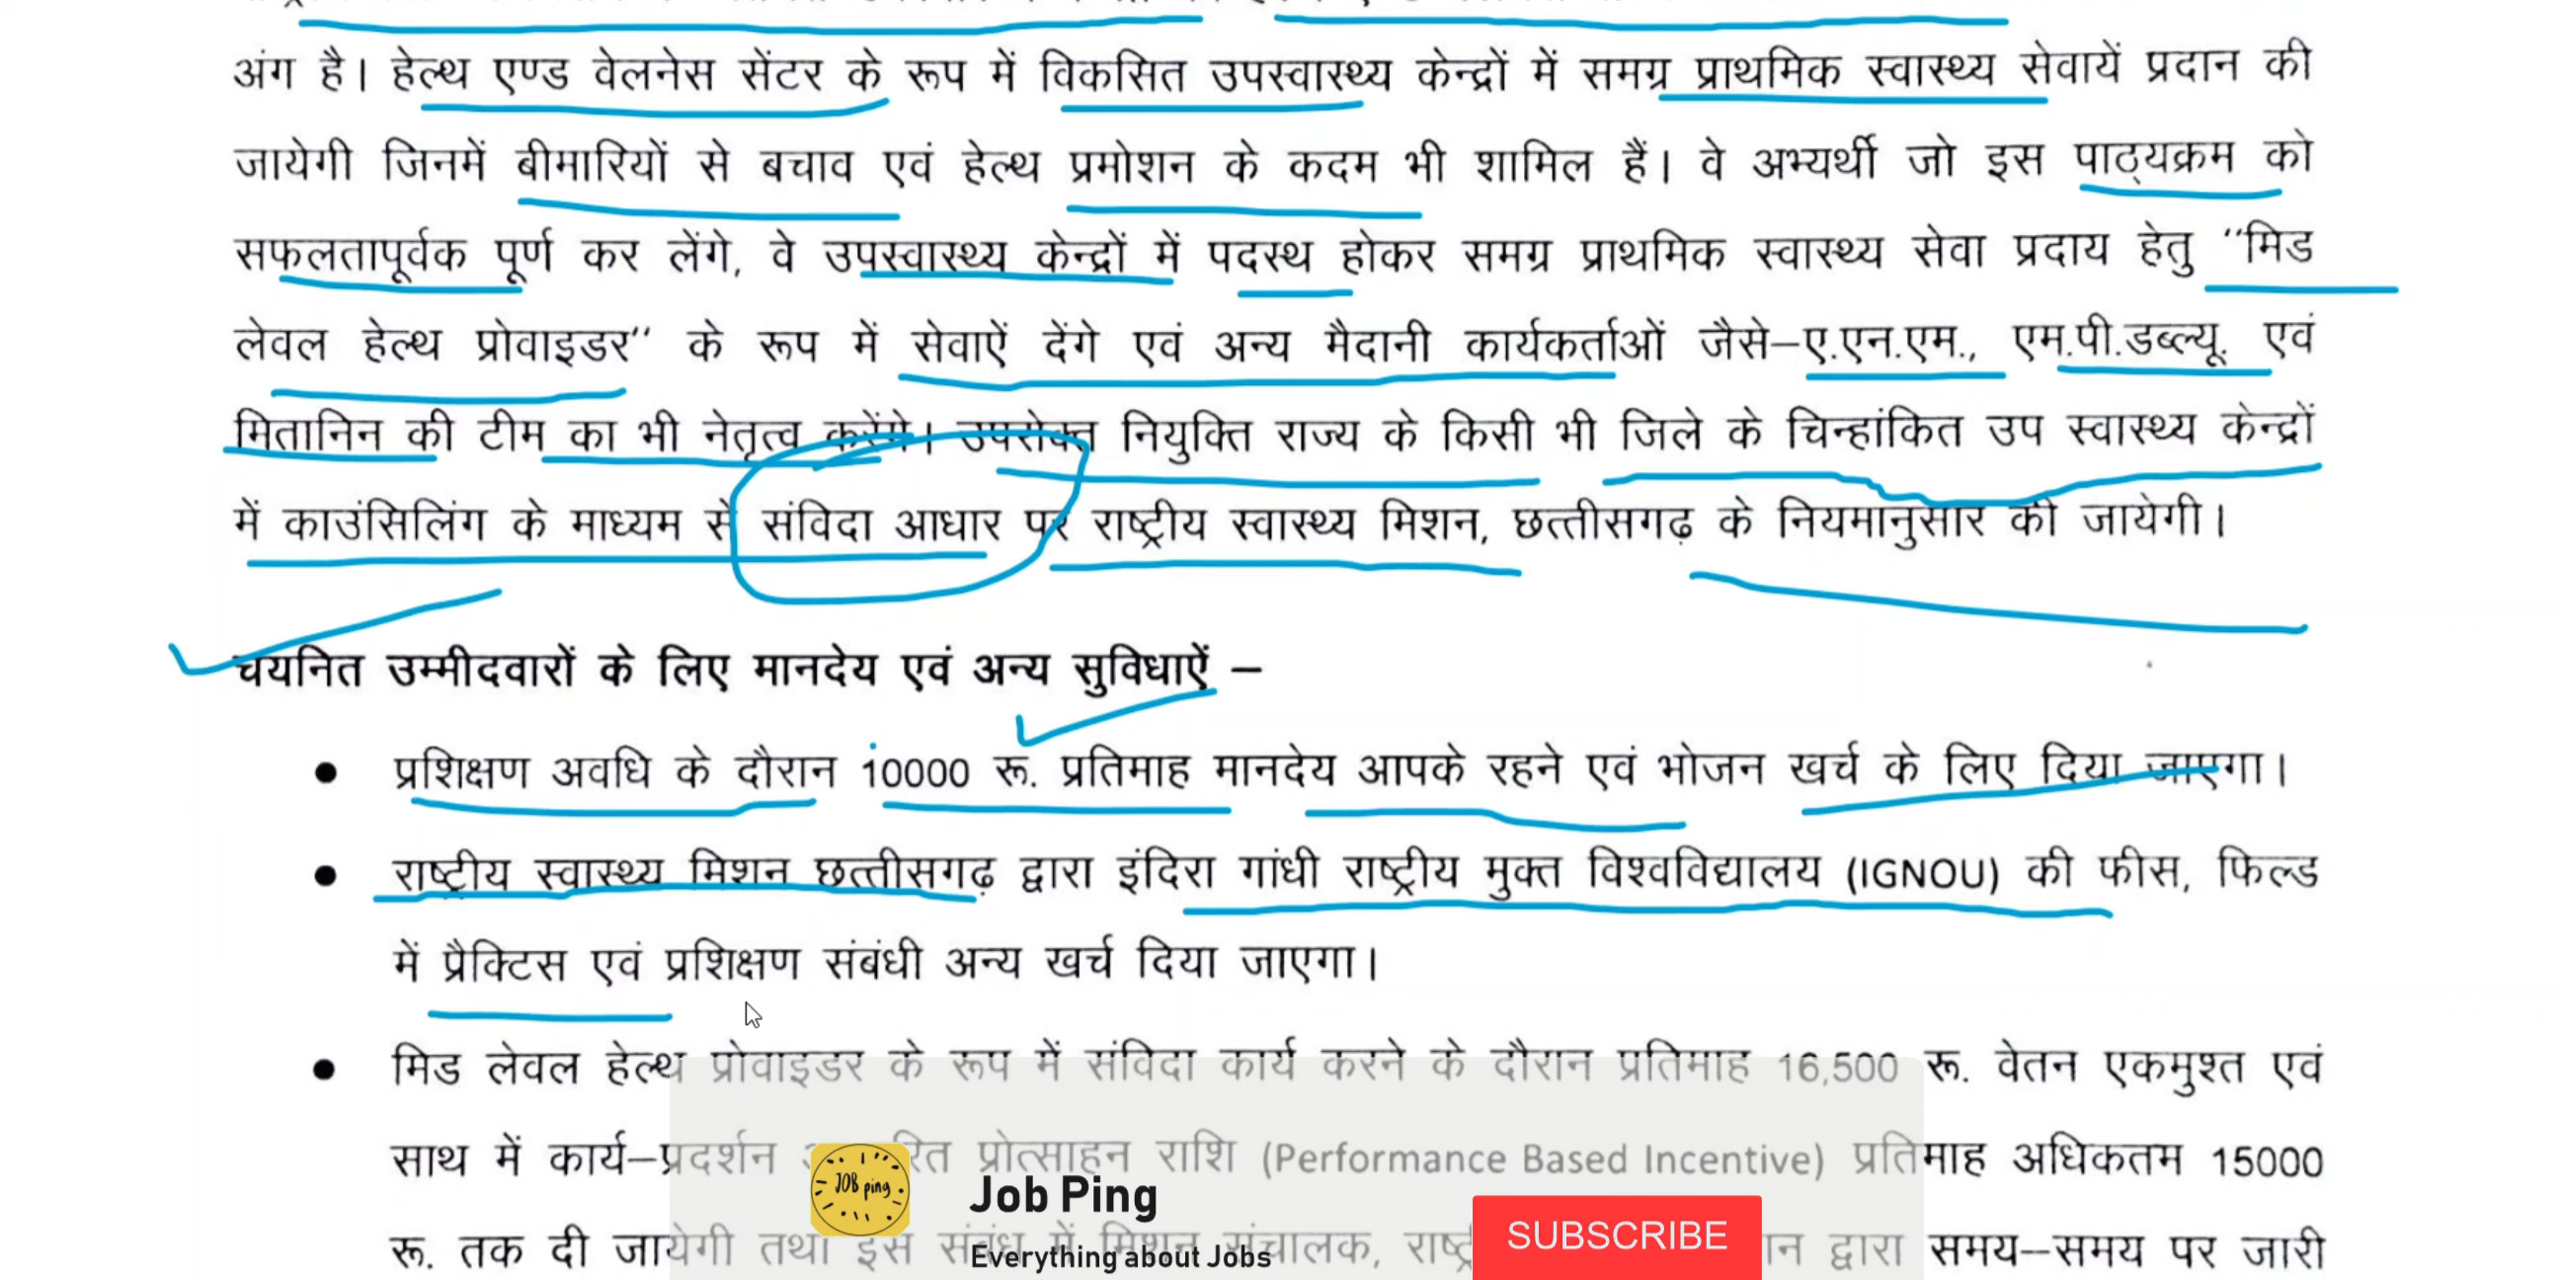 अंग है। हेल्थ एण्ड वेलनेस सेंटर के रूप में विकसित उपस्वास्थ्य केन्द्रों में समग्र प्राथमिक स्वास्थ्य सेवायें प्रदान की
जायेगी जिनमें बीमारियों से बचाव एवं हेल्थ प्रमोशन के कदम भी शामिल हैं। वे अभ्यर्थी जो इस पाठ्यक्रम को
सफलतापूर्वक पूर्ण कर लेंगे, वे उपस्वास्थ्य केन्द्रों में पदस्थ होकर समग्र प्राथमिक स्वास्थ्य सेवा प्रदाय हेतु ''मिड
लेवल हेल्थ प्रोवाइडर'' के रूप में सेवाऐं देंगे एवं अन्य मैदानी कार्यकर्ताओं जैसे–ए.एन.एम., एम.पी.डब्ल्यू. एवं
मितानिन की टीम का भी नेतृत्व करेंगे। उपरोक्त नियुक्ति राज्य के किसी भी जिले के चिन्हांकित उप स्वास्थ्य केन्द्रों
में काउंसिलिंग के माध्यम से संविदा आधार पर राष्ट्रीय स्वास्थ्य मिशन, छत्तीसगढ़ के नियमानुसार की जायेगी।
चयनित उम्मीदवारों के लिए मानदेय एवं अन्य सुविधाऐं –
● प्रशिक्षण अवधि के दौरान 10000 रू. प्रतिमाह मानदेय आपके रहने एवं भोजन खर्च के लिए दिया जाएगा।
● राष्ट्रीय स्वास्थ्य मिशन छत्तीसगढ़ द्वारा इंदिरा गांधी राष्ट्रीय मुक्त विश्वविद्यालय (IGNOU) की फीस, फिल्ड
में प्रैक्टिस एवं प्रशिक्षण संबंधी अन्य खर्च दिया जाएगा।
● मिड लेवल हेल्थ प्रोवाइडर के रूप में संविदा कार्य करने के दौरान प्रतिमाह 16,500 रू. वेतन एकमुश्त एवं
साथ में कार्य–प्रदर्शन प्रोत्साहन राशि (Performance Based Incentive) प्रतिमाह अधिकतम 15000
रू. तक दी जायेगी तथा इस संबंध में मिशन संचालक, द्वारा समय–समय पर जारी
JOB ping
Job Ping
Everything about Jobs
SUBSCRIBE